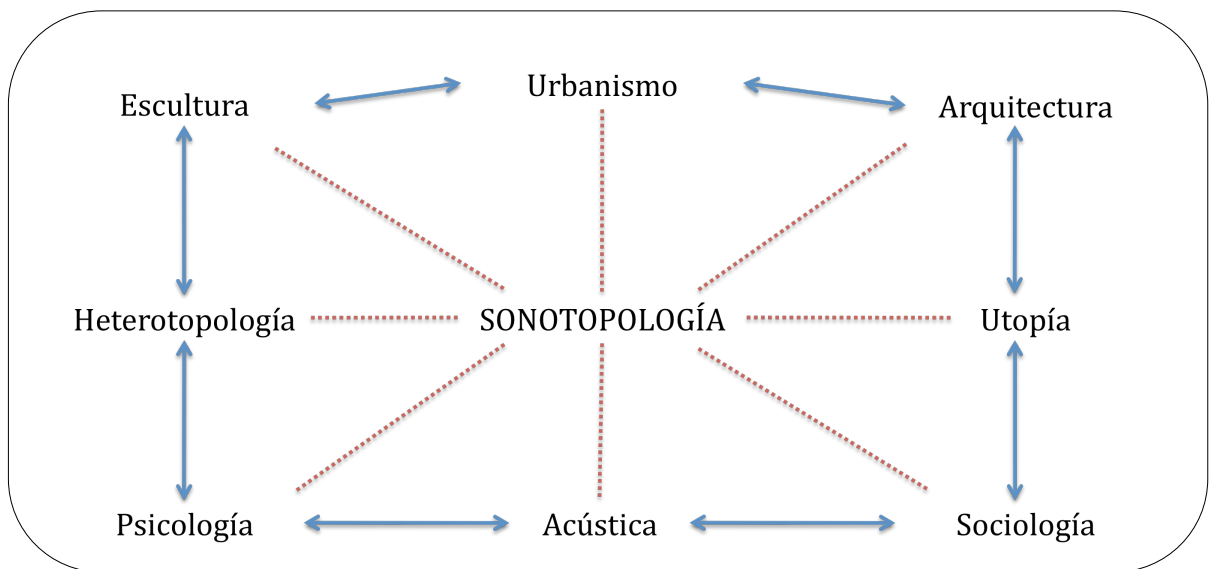 Urbanismo
Escultura
Arquitectura
Heterotopología
SONOTOPOLOGÍA
Utopía
Psicología
Acústica
Sociología